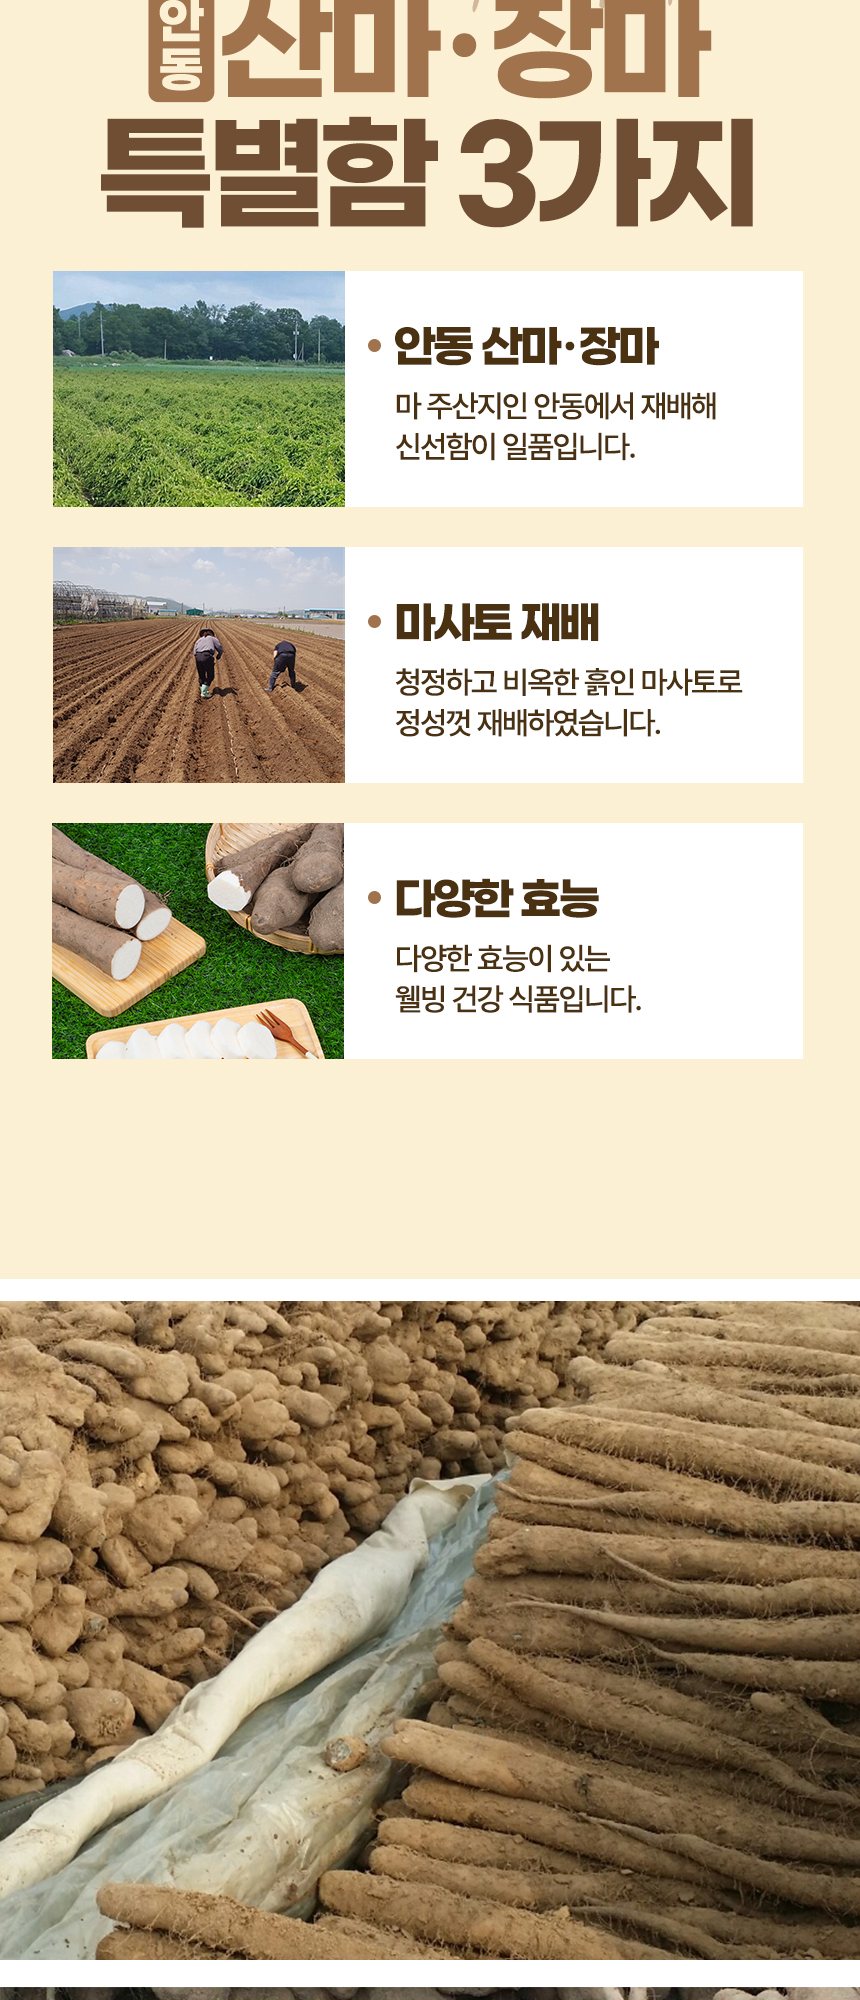 안동 산마·장마
특별함 3가지
안동 산마·장마
마 주산지인 안동에서 재배해
신선함이 일품입니다.
마사토 재배
청정하고 비옥한 흙인 마사토로
정성껏 재배하였습니다.
다양한 효능
다양한 효능이 있는
웰빙 건강 식품입니다.